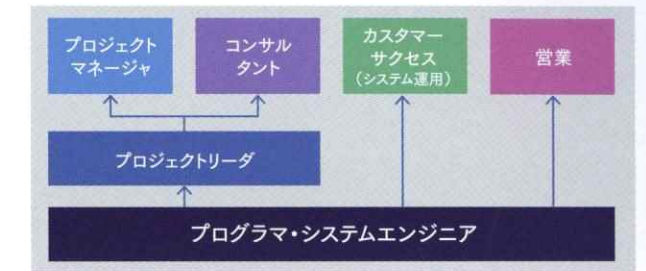 プロジェクト
マネージャ
コンサル
タント
カスタマー
サクセス
(システム運用)
営業
プロジェクトリーダ
プログラマ・システムエンジニア